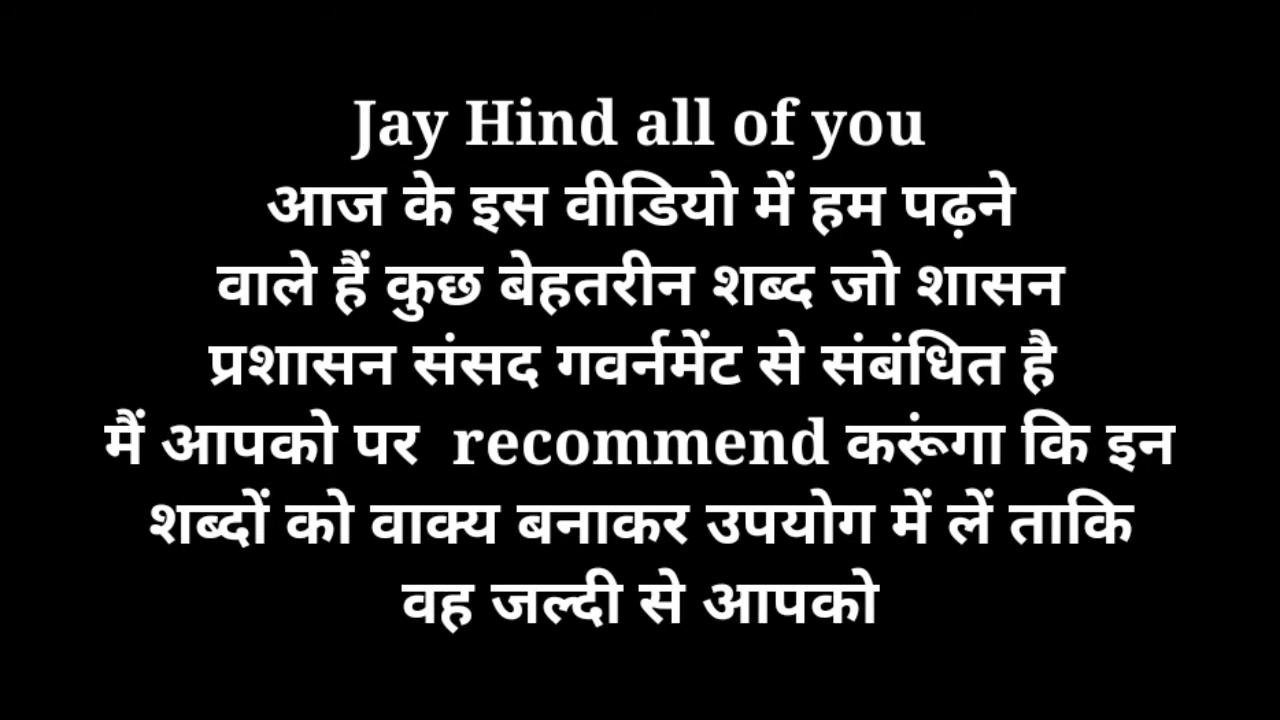 Jay Hind all of you
आज के इस वीडियो में हम पढ़ने
वाले हैं कुछ बेहतरीन शब्द जो शासन
प्रशासन संसद गवर्नमेंट से संबंधित है
मैं आपको पर  recommend करूंगा कि इन
शब्दों को वाक्य बनाकर उपयोग में लें ताकि
वह जल्दी से आपको